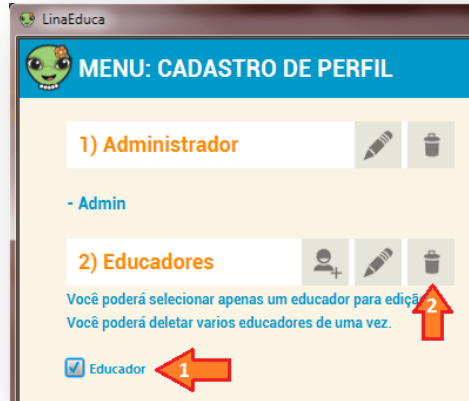 LinaEduca
MENU: CADASTRO DE PERFIL
1) Administrador
- Admin
2) Educadores
Você poderá selecionar apenas um educador para ediçã
Você poderá deletar varios educadores de uma vez.
2
Educador
1